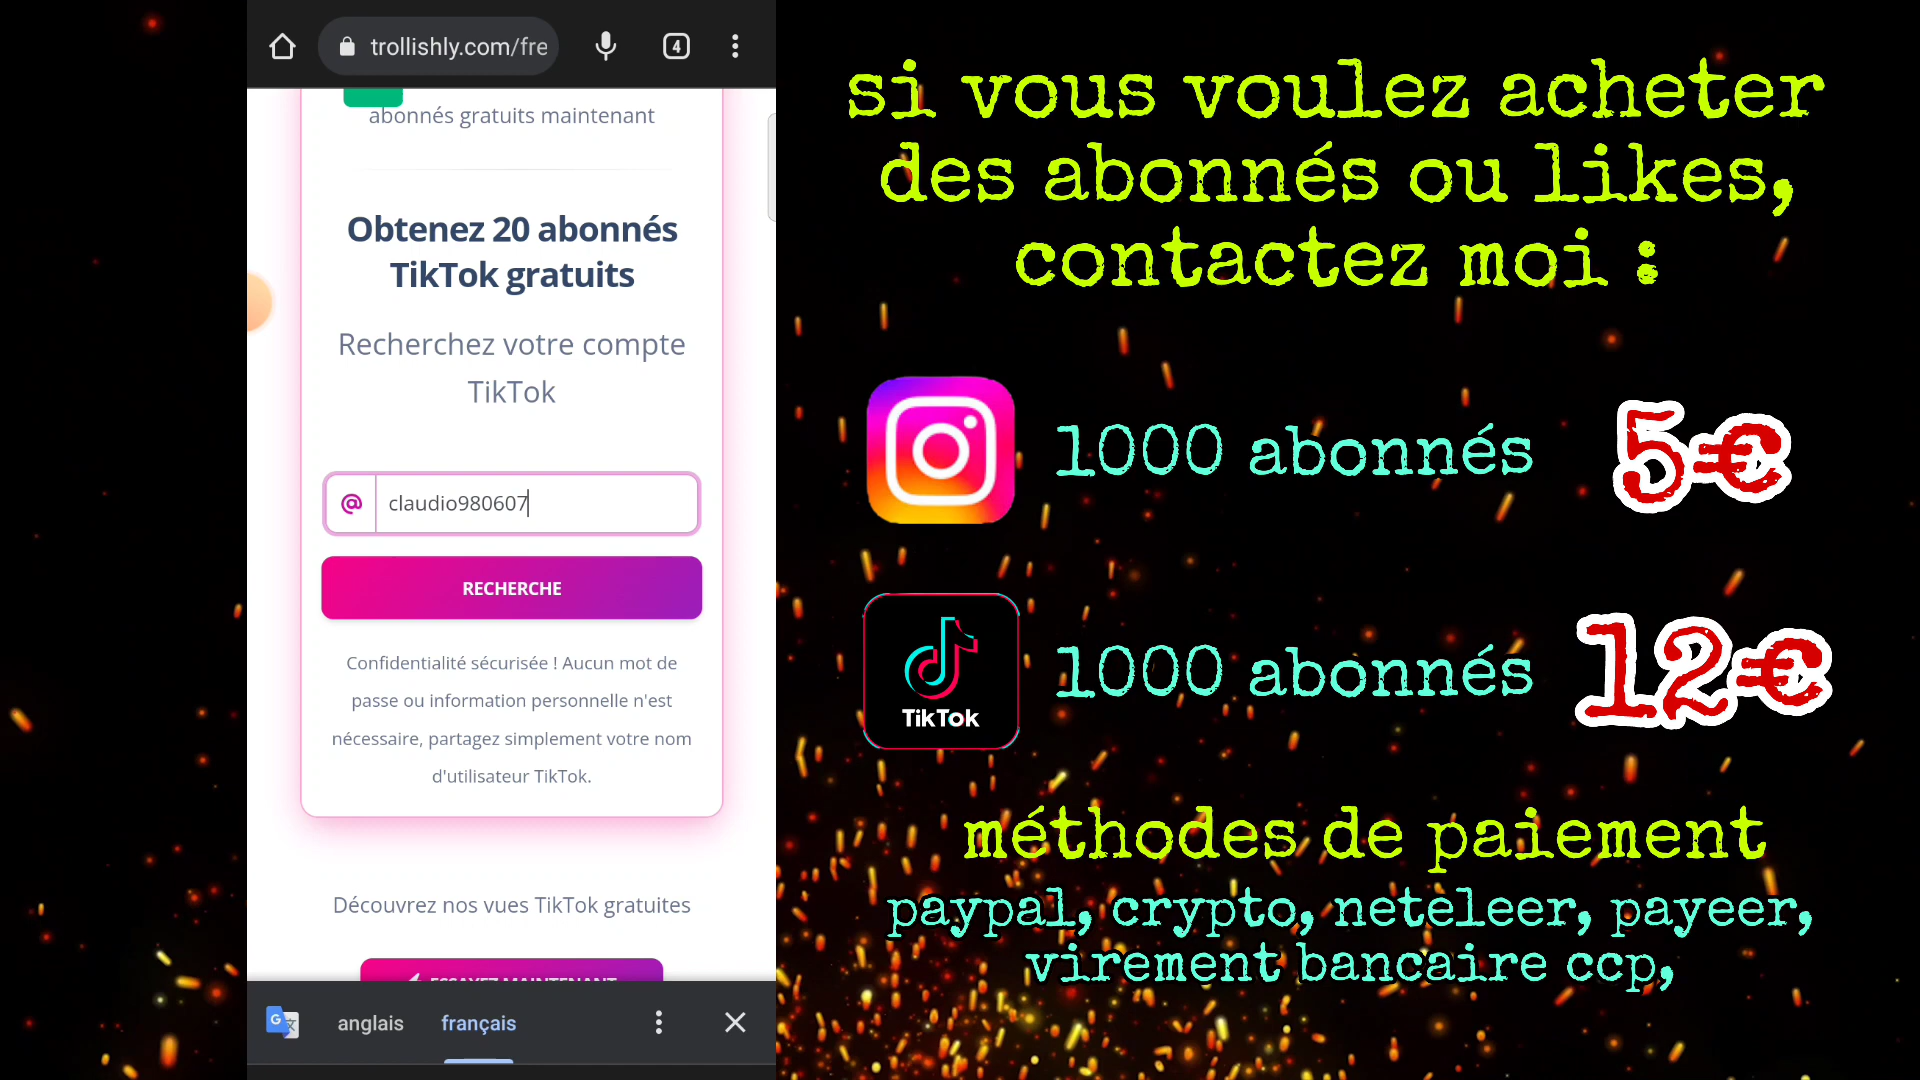 trollishly.com/fre
4
abonnés gratuits maintenant
Obtenez 20 abonnés
TikTok gratuits
Recherchez votre compte
TikTok
@ claudio980607
RECHERCHE
Confidentialité sécurisée ! Aucun mot de
passe ou information personnelle n'est
nécessaire, partagez simplement votre nom
d'utilisateur TikTok.
Découvrez nos vues TikTok gratuites
ESSAYEZ MAINTENANT
G 文
anglais
français
si vous voulez acheter
des abonnés ou likes,
contactez moi :
1000 abonnés 5€
TikTok
1000 abonnés 12€
méthodes de paiement
paypal, crypto, neteleer, payeer,
virement bancaire ccp,